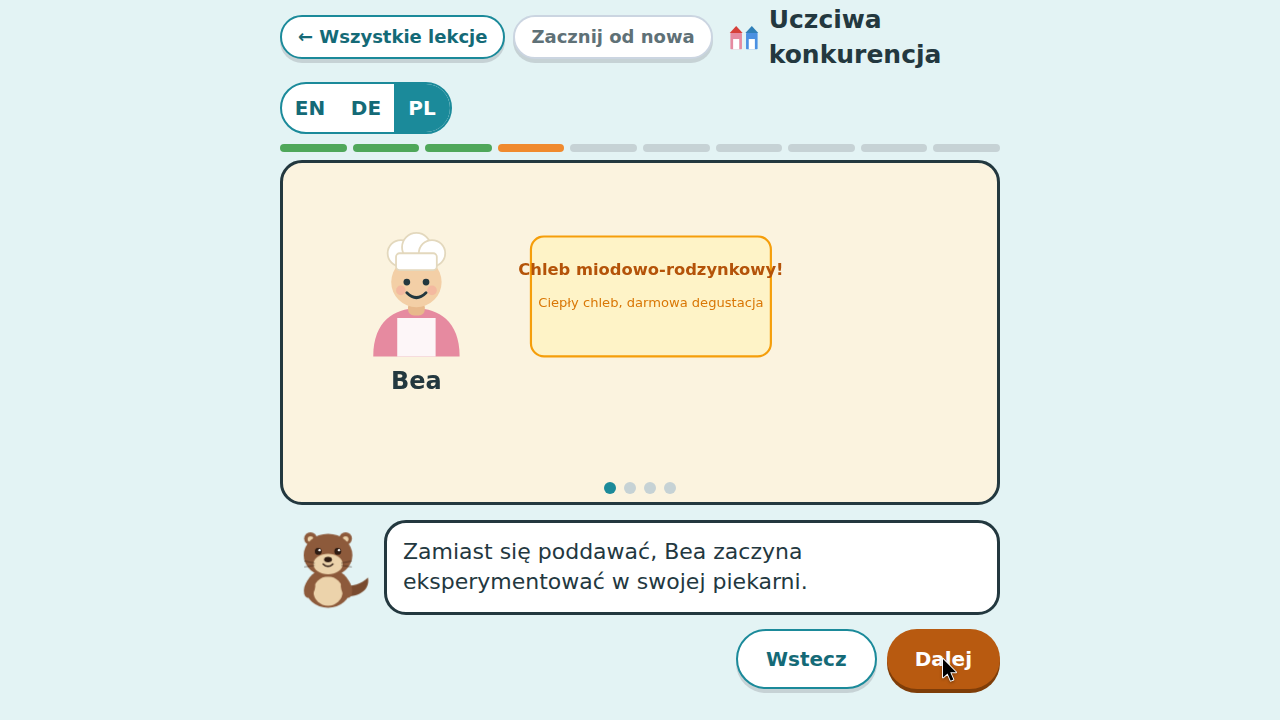 ← Wszystkie lekcje
Zacznij od nowa
Uczciwa
konkurencja
EN DE PL
Chleb miodowo-rodzynkowy!
Ciepły chleb, darmowa degustacja
Bea
Zamiast się poddawać, Bea zaczyna
eksperymentować w swojej piekarni.
Wstecz
Dalej